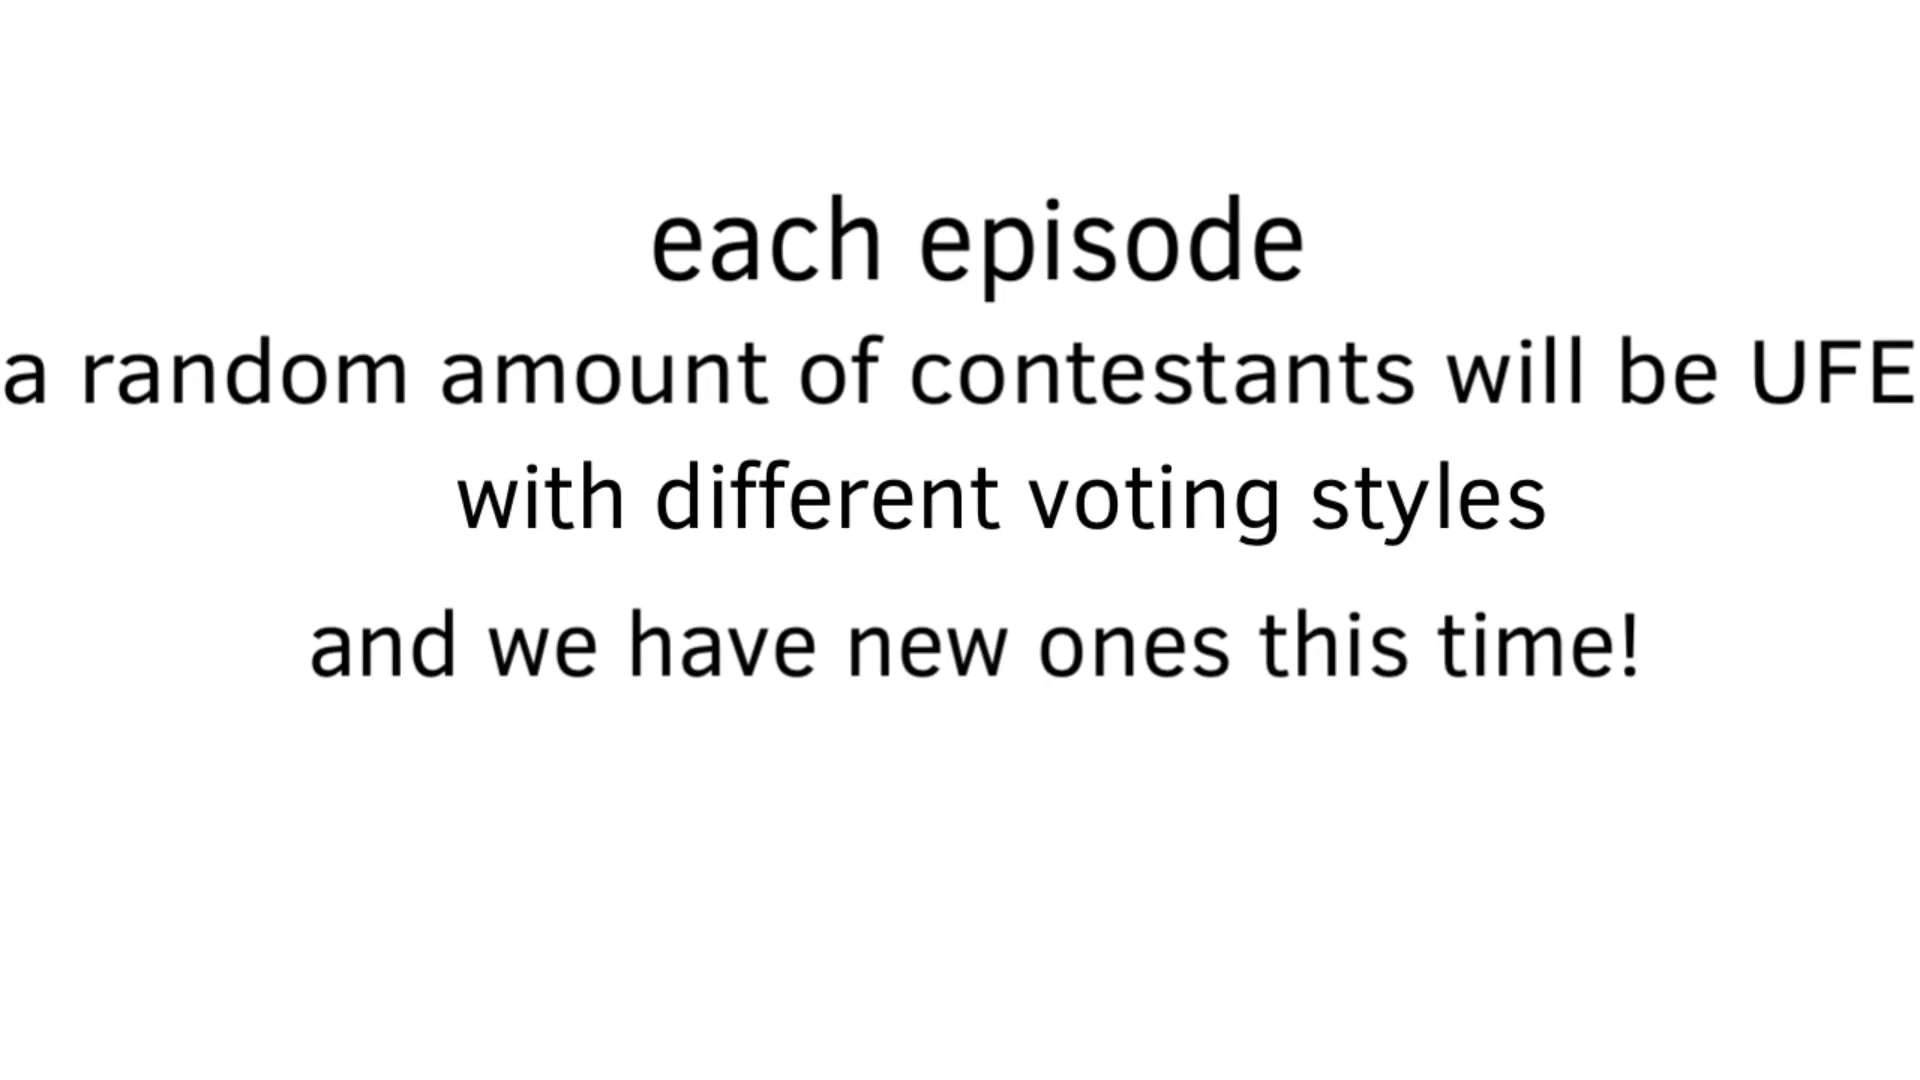 each episode
a random amount of contestants will be UFE
with different voting styles
and we have new ones this time!